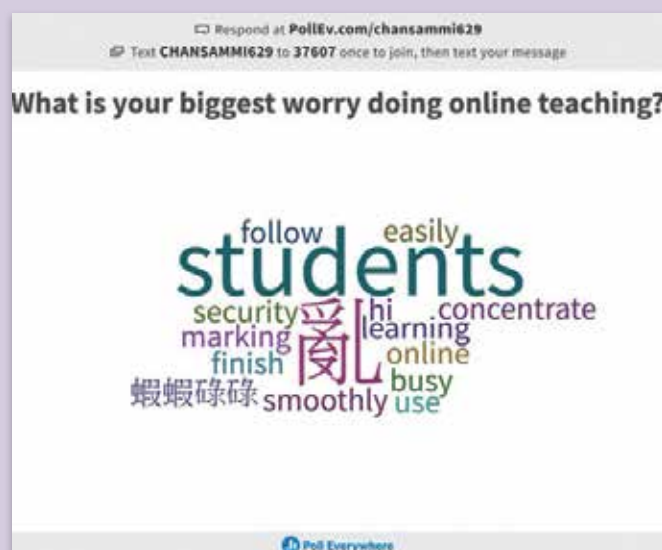 Respond at PollEv.com/chansammi629
Text CHANSAMMI629 to 37607 once to join, then text your message
What is your biggest worry doing online teaching?
follow easily
students
security 亂 hi concentrate
marking learning
finish online
busy
蝦蝦碌碌 smoothly use
Poll Everywhere